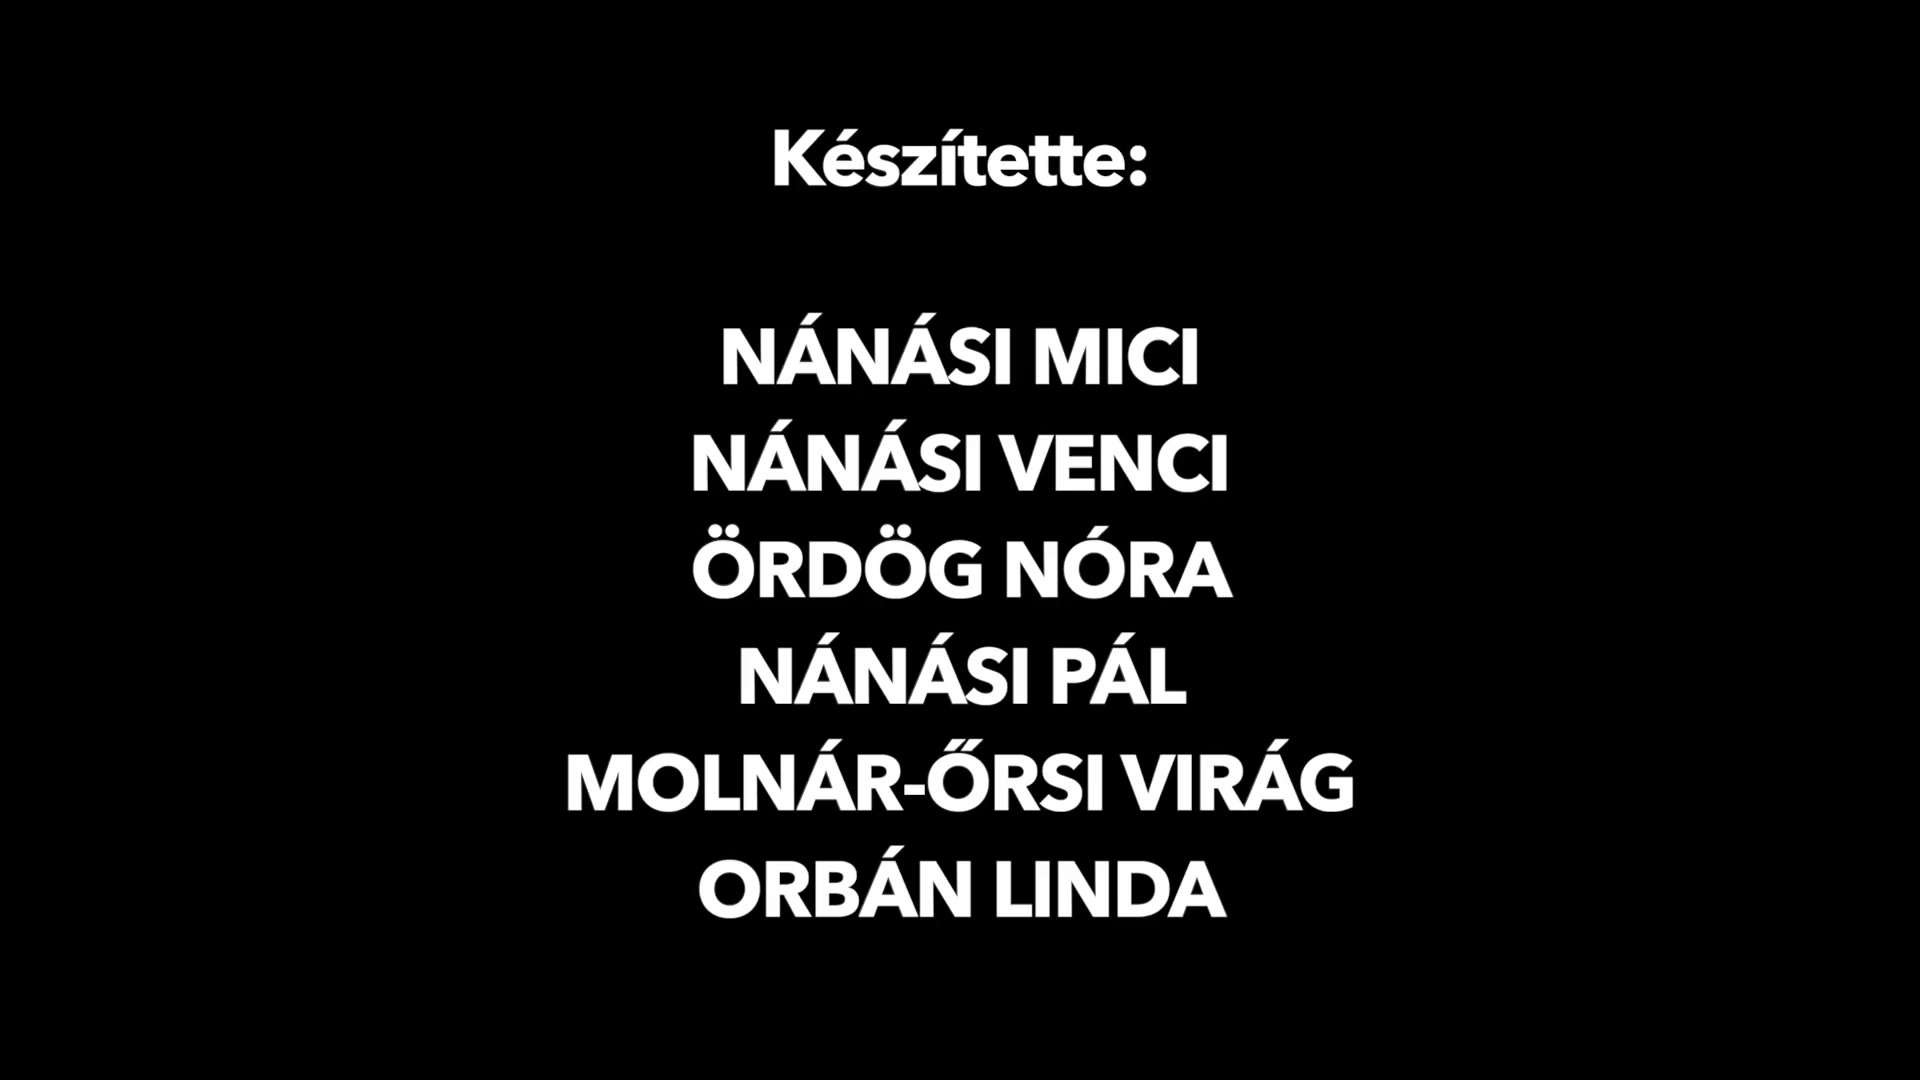 Készítette:
NÁNÁSI MICI
NÁNÁSI VENCI
ÖRDÖG NÓRA
NÁNÁSI PÁL
MOLNÁR-ŐRSI VIRÁG
ORBÁN LINDA